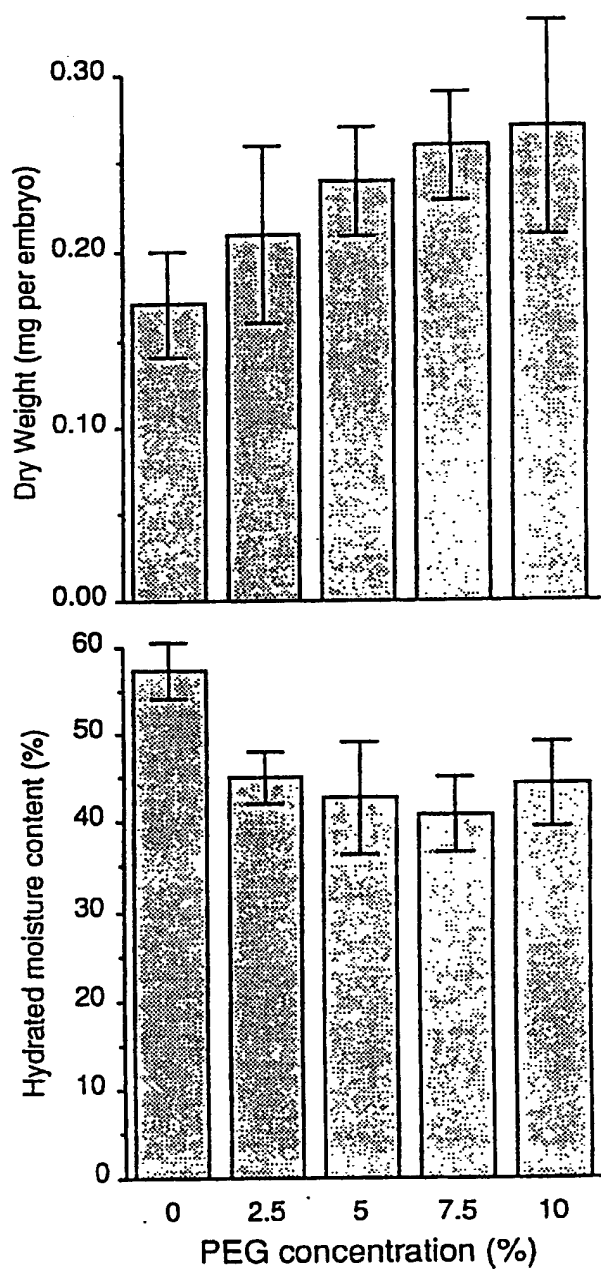 Dry Weight (mg per embryo)
0.30
0.20
0.10
0.00
Hydrated moisture content (%)
60
50
40
30
20
10
0
0 2.5 5 7.5 10
PEG concentration (%)